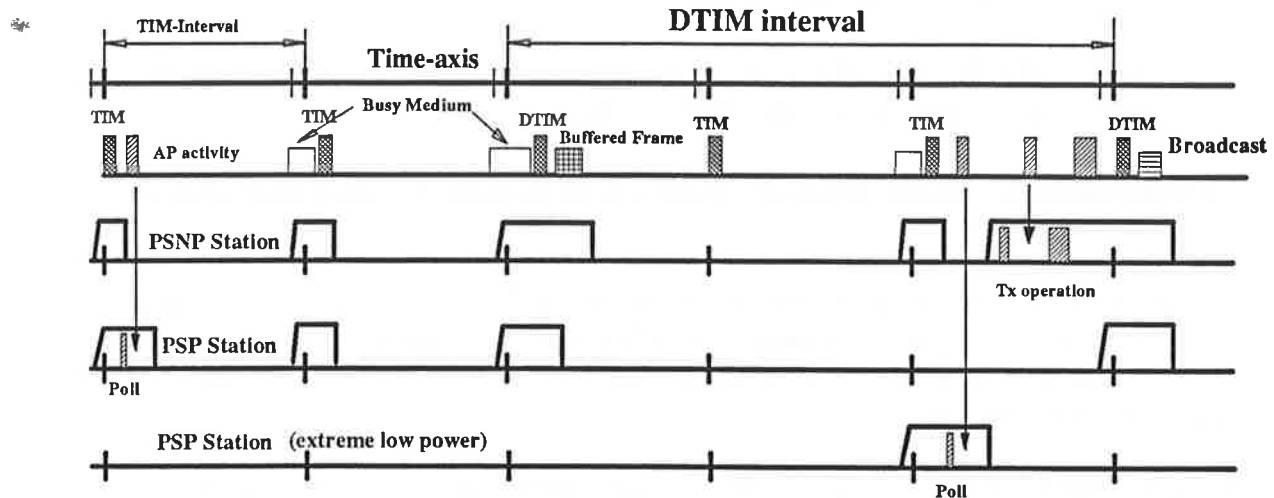 TIM-Interval
DTIM interval
Time-axis
TIM
TIM
Busy Medium
DTIM
Buffered Frame
TIM
TIM
DTIM
Broadcast
AP activity
PSNP Station
Tx operation
PSP Station
Poll
PSP Station (extreme low power)
Poll